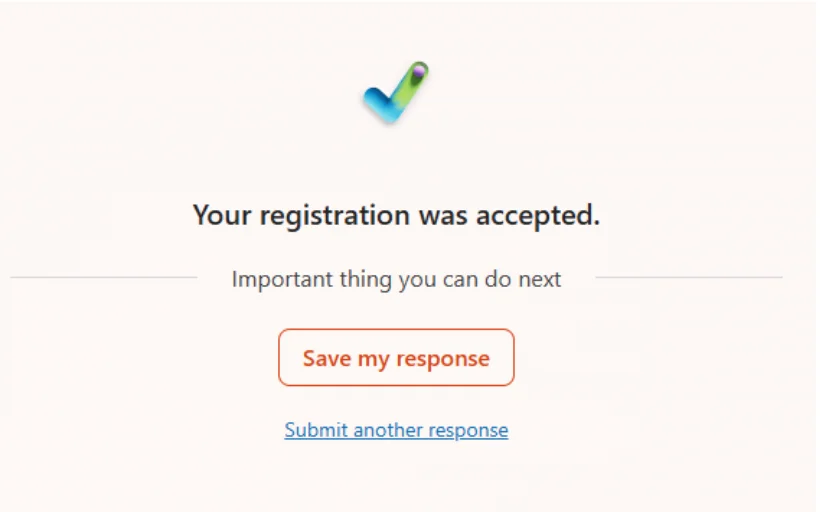 Your registration was accepted.
Important thing you can do next
Save my response
Submit another response